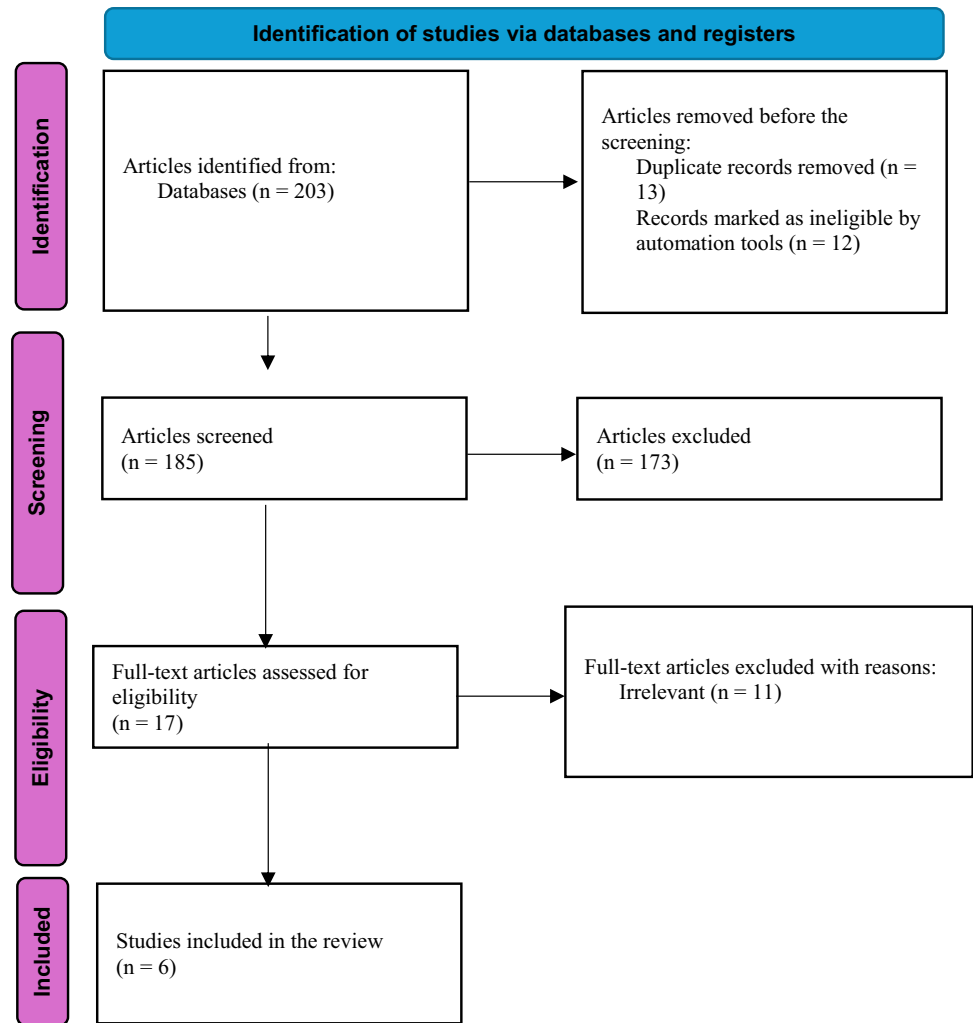 Identification of studies via databases and registers
Identification
Articles identified from:
Databases (n = 203)
Articles removed before the
screening:
Duplicate records removed (n =
13)
Records marked as ineligible by
automation tools (n = 12)
Screening
Articles screened
(n = 185)
Articles excluded
(n = 173)
Eligibility
Full-text articles assessed for
eligibility
(n = 17)
Full-text articles excluded with reasons:
Irrelevant (n = 11)
Included
Studies included in the review
(n = 6)